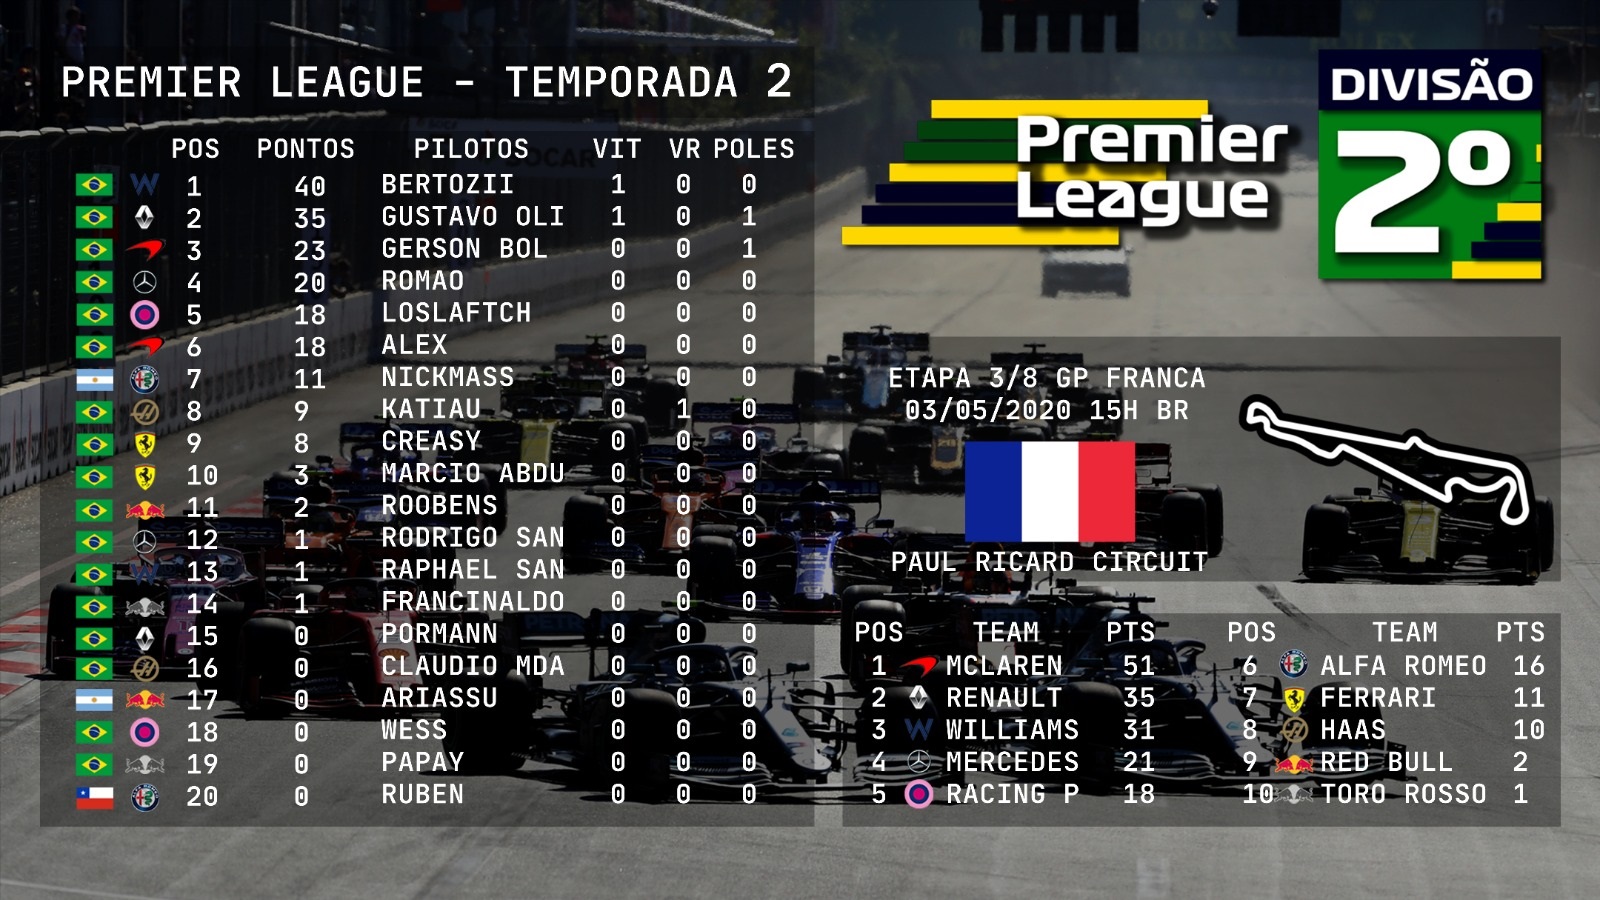 PREMIER LEAGUE - TEMPORADA 2
POS PONTOS PILOTOS VIT VR POLES
1 40 BERTOZII 1 0 0
2 35 GUSTAVO OLI 1 0 1
3 23 GERSON BOL 0 0 1
4 20 ROMAO 0 0 0
5 18 LOSLAFTCH 0 0 0
6 18 ALEX 0 0 0
7 11 NICKMASS 0 0 0
8 9 KATIAU 0 1 0
9 8 CREASY 0 0 0
10 3 MARCIO ABDU 0 0 0
11 2 ROOBENS 0 0 0
12 1 RODRIGO SAN 0 0 0
13 1 RAPHAEL SAN 0 0 0
14 1 FRANCINALDO 0 0 0
15 0 PORMANN 0 0 0
16 0 CLAUDIO MDA 0 0 0
17 0 ARIASSU 0 0 0
18 0 WESS 0 0 0
19 0 PAPAY 0 0 0
20 0 RUBEN 0 0 0
Premier
League
DIVISÃO
2º
ETAPA 3/8 GP FRANCA
03/05/2020 15H BR
PAUL RICARD CIRCUIT
POS TEAM PTS POS TEAM PTS
1 MCLAREN 51 6 ALFA ROMEO 16
2 RENAULT 35 7 FERRARI 11
3 WILLIAMS 31 8 HAAS 10
4 MERCEDES 21 9 RED BULL 2
5 RACING P 18 10 TORO ROSSO 1